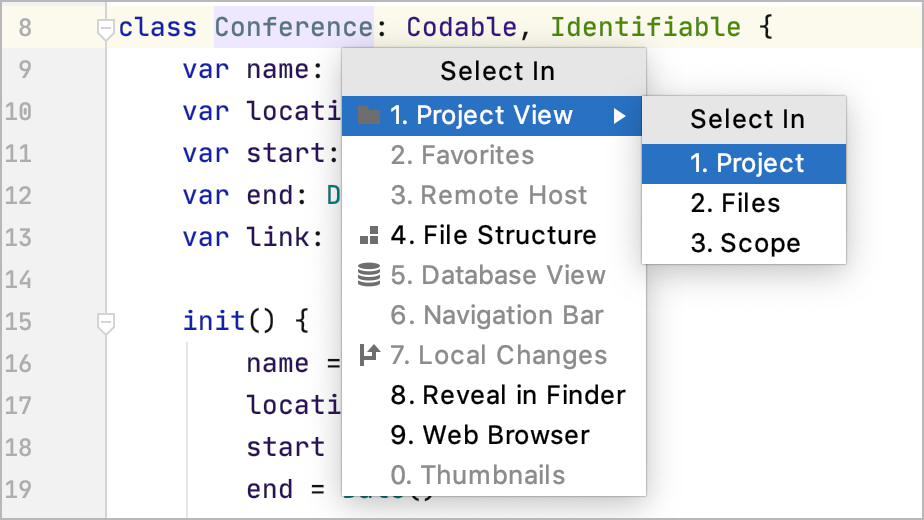 8 class Conference: Codable, Identifiable {
9 var name:
10 var locati
11 var start:
12 var end: D
13 var link:
14
15 init() {
16 name =
17 locati
18 start
19 end = Date()
Select In
1. Project View
2. Favorites
3. Remote Host
4. File Structure
5. Database View
6. Navigation Bar
7. Local Changes
8. Reveal in Finder
9. Web Browser
0. Thumbnails
Select In
1. Project
2. Files
3. Scope